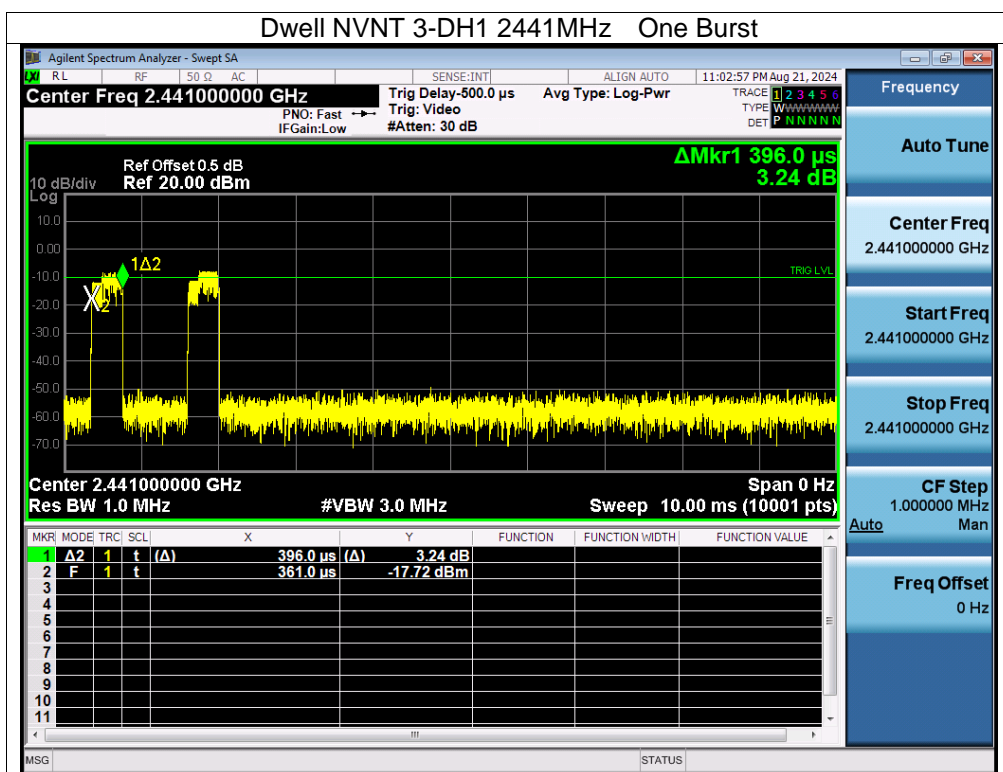 Dwell NVNT 3-DH1 2441MHz One Burst
Agilent Spectrum Analyzer - Swept SA
LXI RL RF 50 Ω AC SENSE:INT ALIGN AUTO 11:02:57 PM Aug 21, 2024
Center Freq 2.441000000 GHz Trig Delay-500.0 µs Avg Type: Log-Pwr TRACE 1 2 3 4 5 6
PNO: Fast Trig: Video TYPE WWWWWW
IFGain:Low #Atten: 30 dB DET P N N N N N
ΔMkr1 396.0 µs
3.24 dB
Ref Offset 0.5 dB
10 dB/div Ref 20.00 dBm
Log
10.0
0.00
-10.0
-20.0
-30.0
-40.0
-50.0
-60.0
-70.0
1Δ2
X2
TRIG LVL
Center 2.441000000 GHz Span 0 Hz
Res BW 1.0 MHz #VBW 3.0 MHz Sweep 10.00 ms (10001 pts)
MKR MODE TRC SCL X Y FUNCTION FUNCTION WIDTH FUNCTION VALUE
1 Δ2 1 t (Δ) 396.0 µs (Δ) 3.24 dB
2 F 1 t 361.0 µs -17.72 dBm
3
4
5
6
7
8
9
10
11
MSG STATUS
Frequency
Auto Tune
Center Freq
2.441000000 GHz
Start Freq
2.441000000 GHz
Stop Freq
2.441000000 GHz
CF Step
1.000000 MHz
Auto Man
Freq Offset
0 Hz